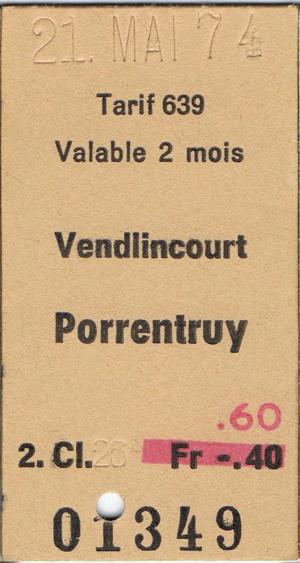 21. MAI 74
Tarif 639
Valable 2 mois
Vendlincourt
Porrentruy
.60
2. Cl. Fr -.40
01349